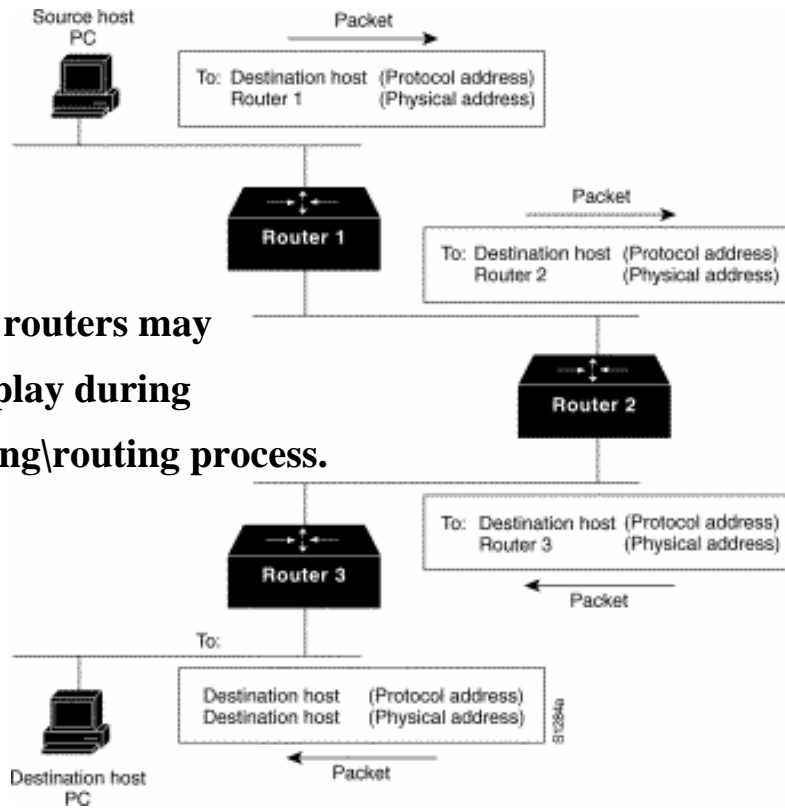 Source host
PC
Packet
To: Destination host (Protocol address)
Router 1 (Physical address)
Router 1
Packet
To: Destination host (Protocol address)
Router 2 (Physical address)
routers may
play during
ng\routing process.
Router 2
To: Destination host (Protocol address)
Router 3 (Physical address)
Packet
Router 3
To:
Destination host (Protocol address)
Destination host (Physical address)
Packet
Destination host
PC